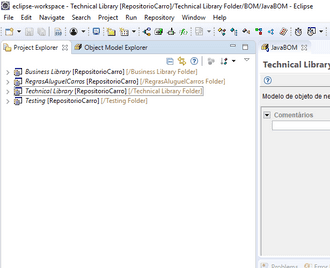 eclipse-workspace - Technical Library [RepositorioCarro]/Technical Library Folder/BOM/JavaBOM - Eclipse
File Edit Navigate Search Project Run Repository Window Help
Project Explorer Object Model Explorer JavaBOM
Business Library [RepositorioCarro] [/Business Library Folder]
RegrasAluguelCarros [RepositorioCarro] [/RegrasAluguelCarros Folder]
Technical Library [RepositorioCarro] [/Technical Library Folder]
Testing [RepositorioCarro] [/Testing Folder]
Technical Library
Modelo de objeto de ne
Comentários
Problems Error